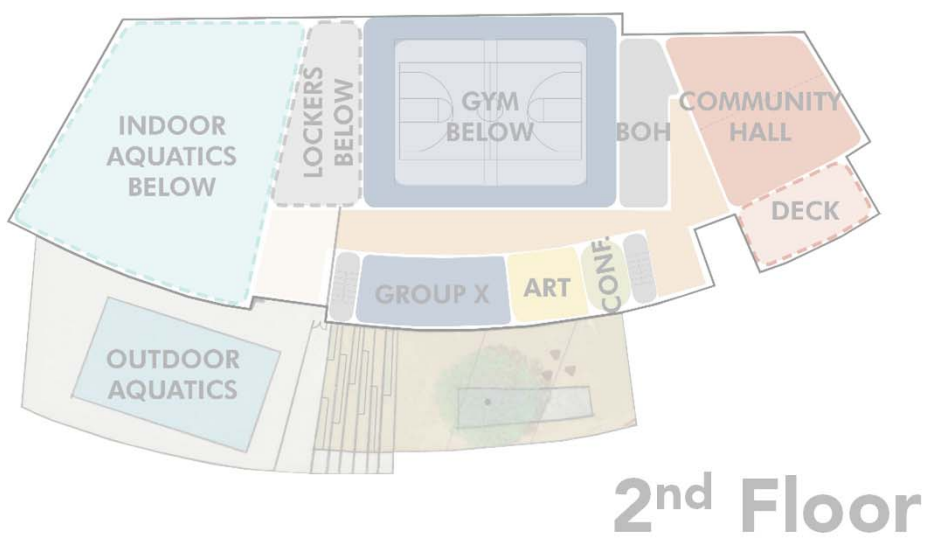 INDOOR
AQUATICS
BELOW
LOCKERS
BELOW
GYM
BELOW
BOH
COMMUNITY
HALL
DECK
GROUP X
ART
CONF.
OUTDOOR
AQUATICS
2nd Floor